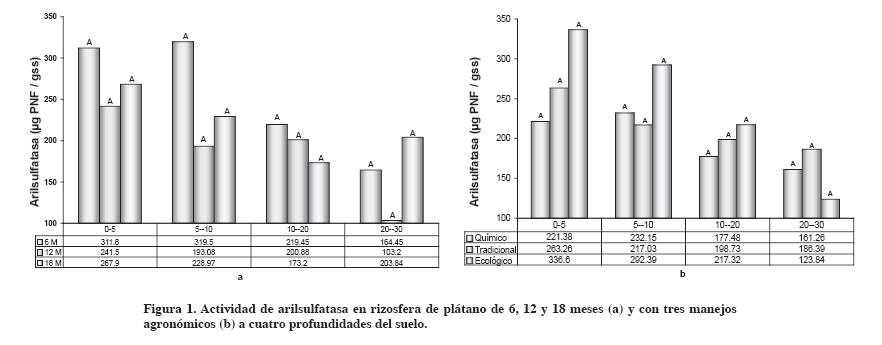 350
300
250
200
150
100
Arilsulfatasa (µg PNF / gss)
A A A A A A A A A A A A
0-5 5--10 10--20 20--30
6 M 311.8 319.5 219.45 164.45
12 M 241.5 193.08 200.88 103.2
18 M 267.9 228.97 173.2 203.84
a
350
300
250
200
150
100
Arilsulfatasa (µg PNF / gss)
A A A A A A A A A A A A
0-5 5--10 10--20 20--30
Químico 221.38 232.15 177.48 161.26
Tradicional 263.26 217.03 198.73 186.39
Ecológico 336.6 292.39 217.32 123.84
b
Figura 1. Actividad de arilsulfatasa en rizosfera de plátano de 6, 12 y 18 meses (a) y con tres manejos
agronómicos (b) a cuatro profundidades del suelo.